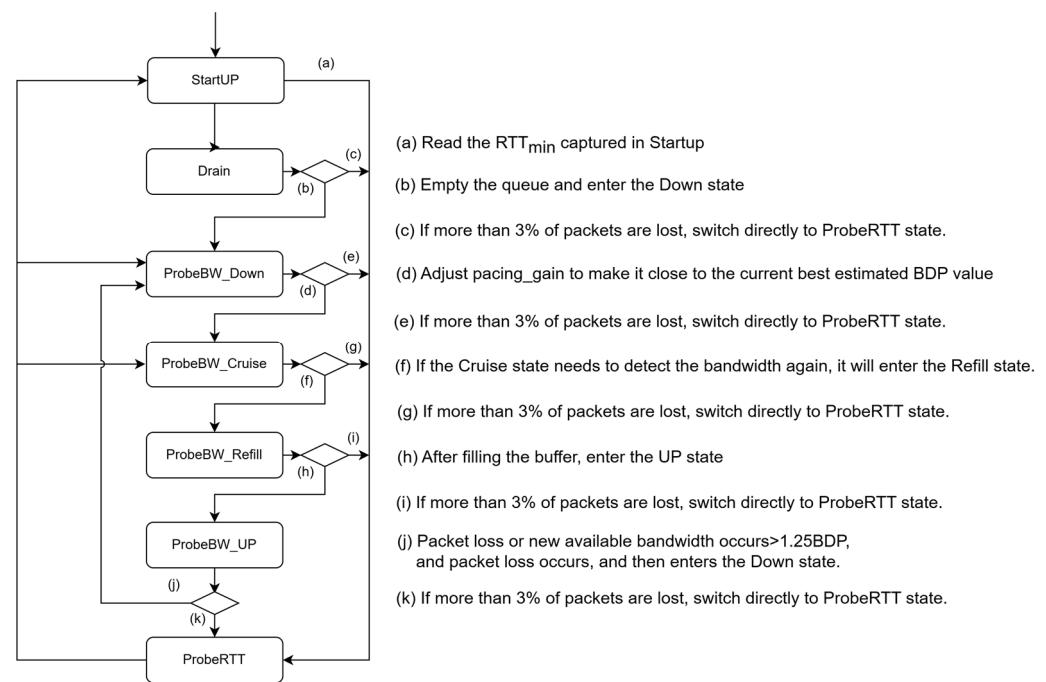 (a)
StartUP
(a) Read the RTTmin captured in Startup
(c)
Drain
(b)
(b) Empty the queue and enter the Down state
(c) If more than 3% of packets are lost, switch directly to ProbeRTT state.
(e)
ProbeBW_Down
(d)
(d) Adjust pacing_gain to make it close to the current best estimated BDP value
(e) If more than 3% of packets are lost, switch directly to ProbeRTT state.
(g)
ProbeBW_Cruise
(f)
(f) If the Cruise state needs to detect the bandwidth again, it will enter the Refill state.
(g) If more than 3% of packets are lost, switch directly to ProbeRTT state.
(i)
ProbeBW_Refill
(h)
(h) After filling the buffer, enter the UP state
(i) If more than 3% of packets are lost, switch directly to ProbeRTT state.
ProbeBW_UP
(j) Packet loss or new available bandwidth occurs>1.25BDP,
and packet loss occurs, and then enters the Down state.
(j)
(k)
(k) If more than 3% of packets are lost, switch directly to ProbeRTT state.
ProbeRTT